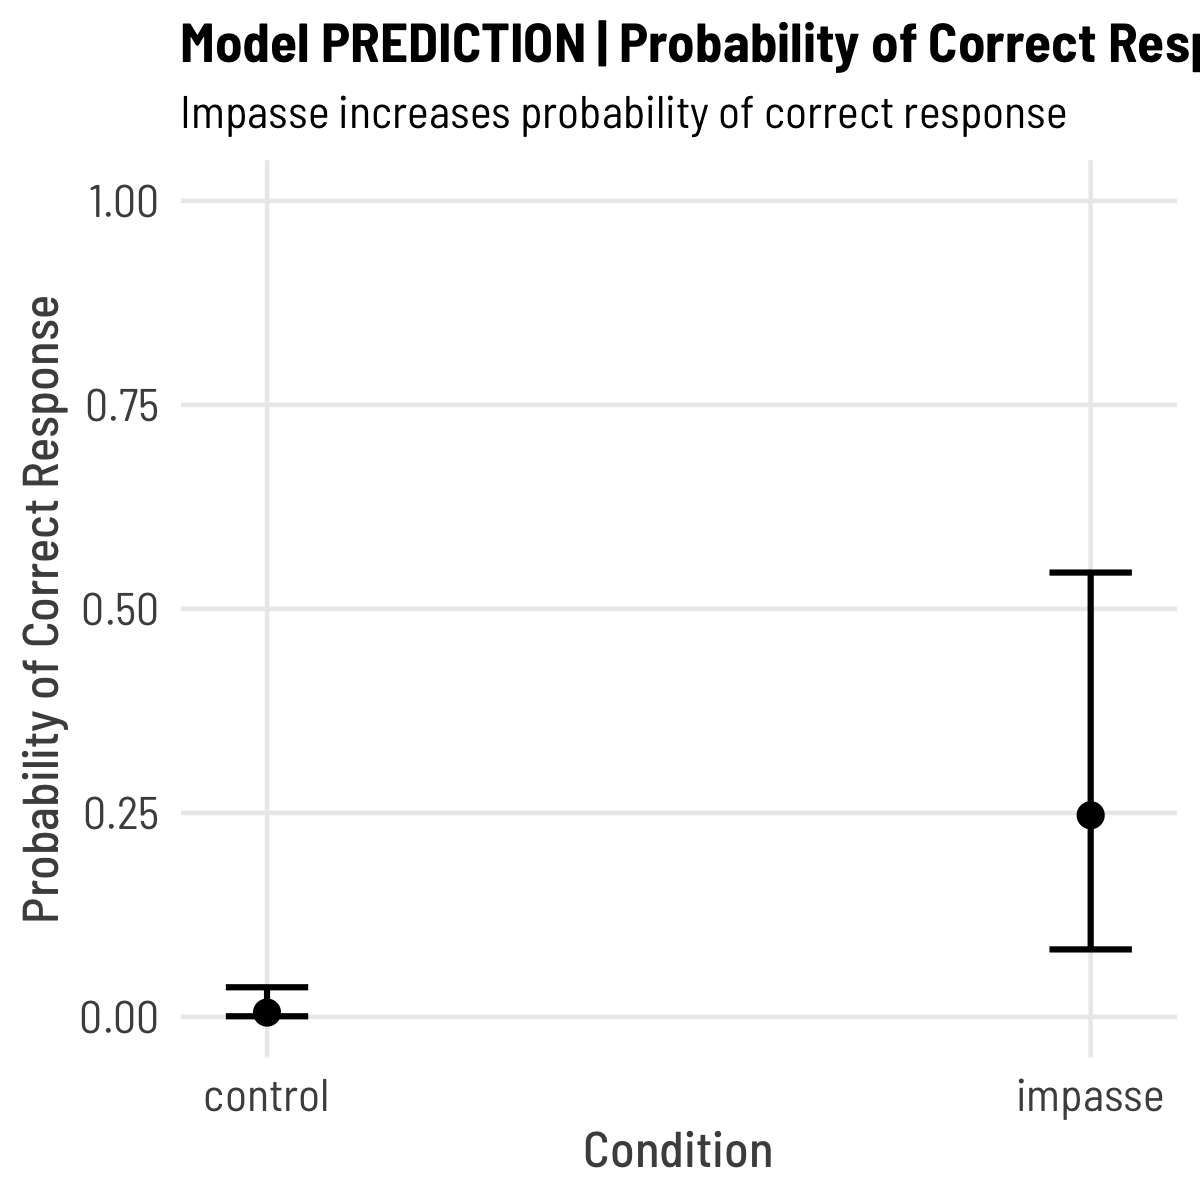 Model PREDICTION | Probability of Correct Resp
Impasse increases probability of correct response
1.00
0.75
0.50
0.25
0.00
Probability of Correct Response
control
impasse
Condition